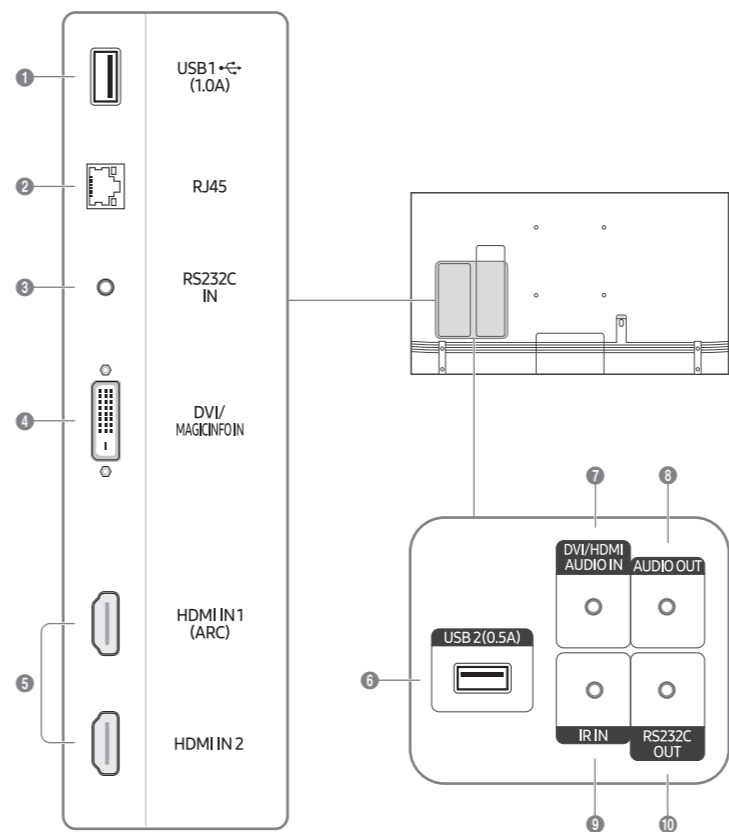 1
USB1
(1.0A)
2
RJ45
3
RS232C
IN
4
DVI/
MAGICINFO IN
5
HDMI IN 1
(ARC)
HDMI IN 2
7
8
DVI/HDMI
AUDIO IN
AUDIO OUT
6
USB 2(0.5A)
IR IN
RS232C
OUT
9
10